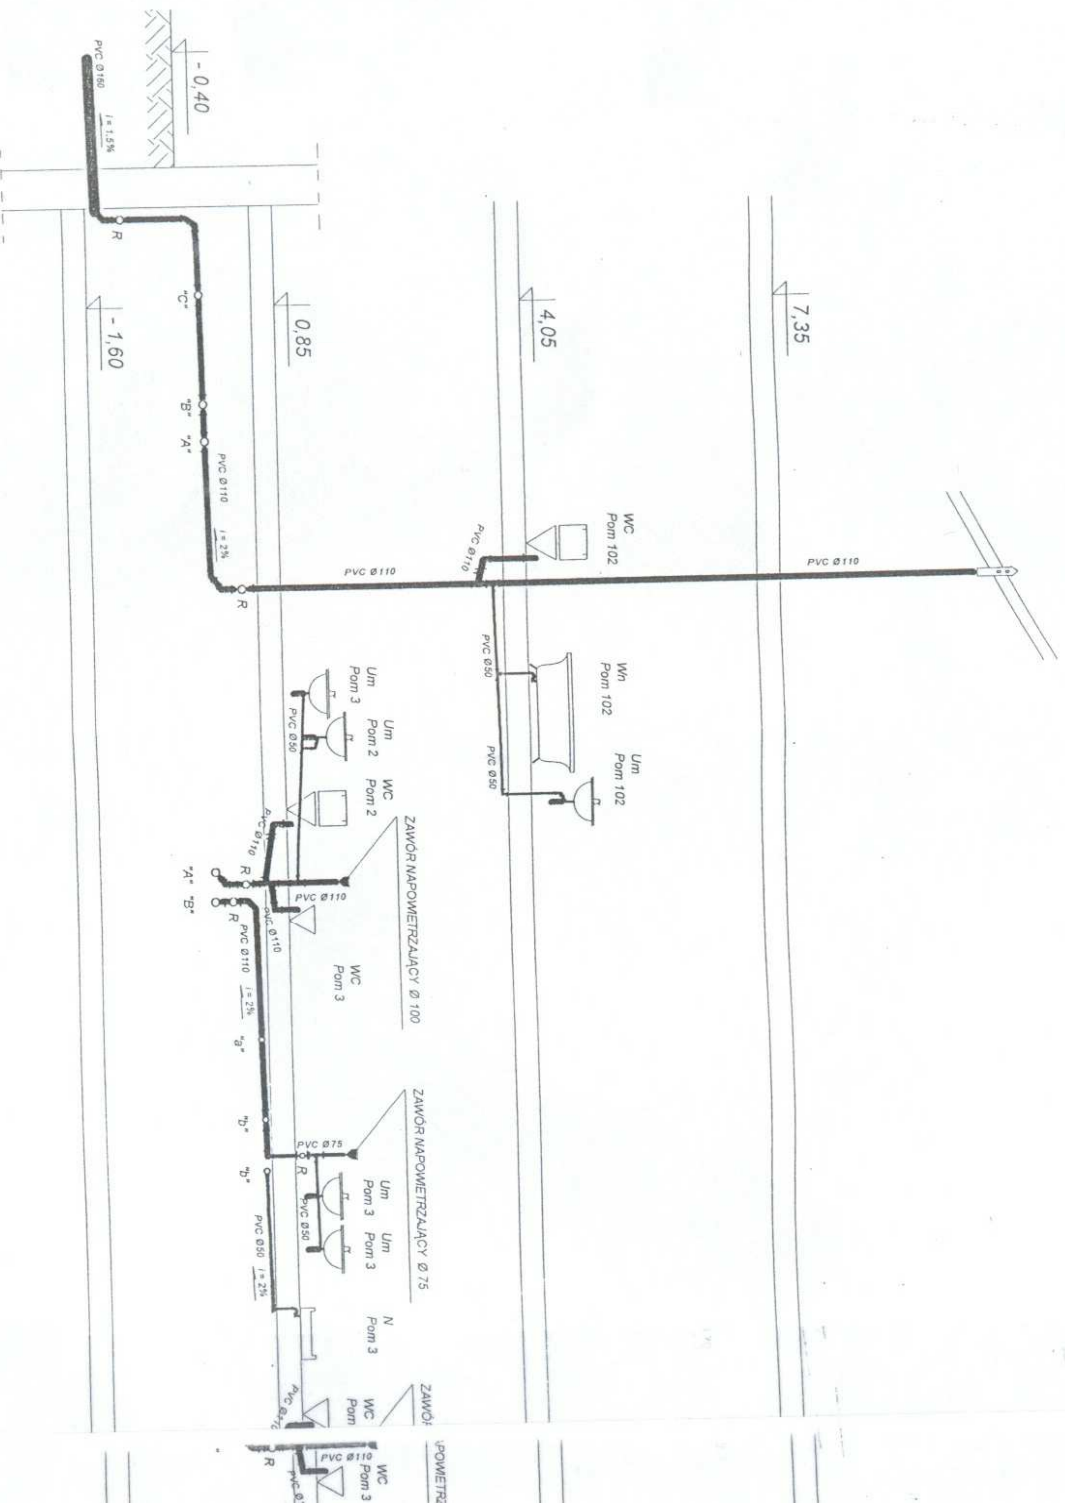 PVC Ø160
i = 1,5%
- 0,40
R
"C"
- 1,60
0,85
4,05
7,35
"B"
"A"
PVC Ø110
i = 2%
R
PVC Ø110
PVC Ø110
WC
Pom 102
PVC Ø110
PVC Ø50
Wn
Pom 102
PVC Ø50
Um
Pom 102
Um
Pom 3
PVC Ø50
Um
Pom 2
WC
Pom 2
PVC Ø110
ZAWÓR NAPOWIETRZAJĄCY Ø 100
"A"
R
PVC Ø110
"B"
R
PVC Ø110
WC
Pom 3
PVC Ø110
i = 2%
"a"
"b"
PVC Ø75
R
ZAWÓR NAPOWIETRZAJĄCY Ø 75
"b"
Um
Pom 3
PVC Ø50
Um
Pom 3
PVC Ø50
i = 2%
N
Pom 3
WC
Pom
R
PVC Ø110
WC
Pom 3